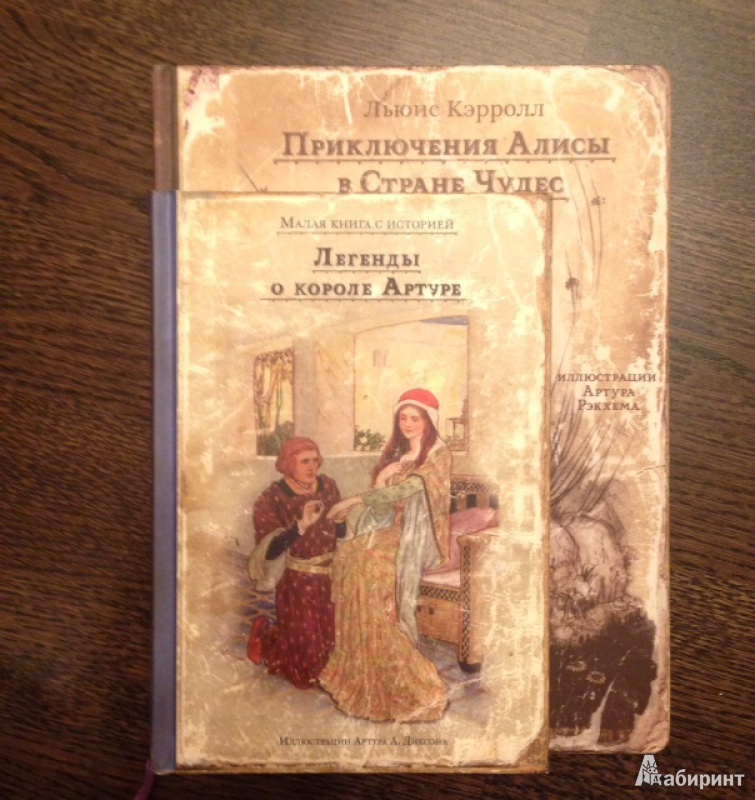 Льюис Кэрролл
Приключения Алисы
в Стране Чудес
Малая книга с историей
Легенды
о короле Артуре
иллюстрации
Артура
Рэкхема
Иллюстрации Артура А. Диксона
Лабиринт